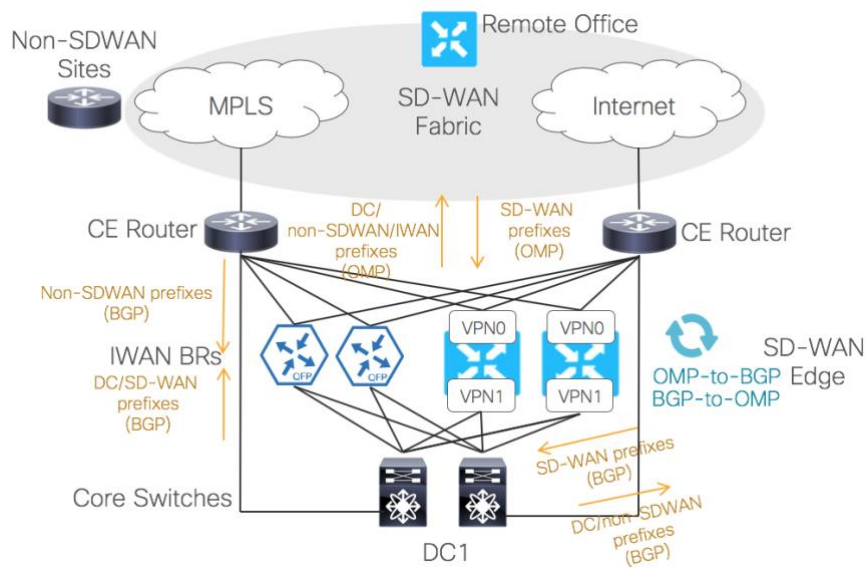 Remote Office
Non-SDWAN
Sites
MPLS
SD-WAN
Fabric
Internet
CE Router
DC/
non-SDWAN/IWAN
prefixes
(OMP)
SD-WAN
prefixes
(OMP)
CE Router
Non-SDWAN prefixes
(BGP)
IWAN BRs
DC/SD-WAN
prefixes
(BGP)
QFP
QFP
VPN0
VPN0
VPN1
VPN1
SD-WAN
Edge
OMP-to-BGP
BGP-to-OMP
SD-WAN prefixes
(BGP)
Core Switches
DC1
DC/non-SDWAN
prefixes
(BGP)